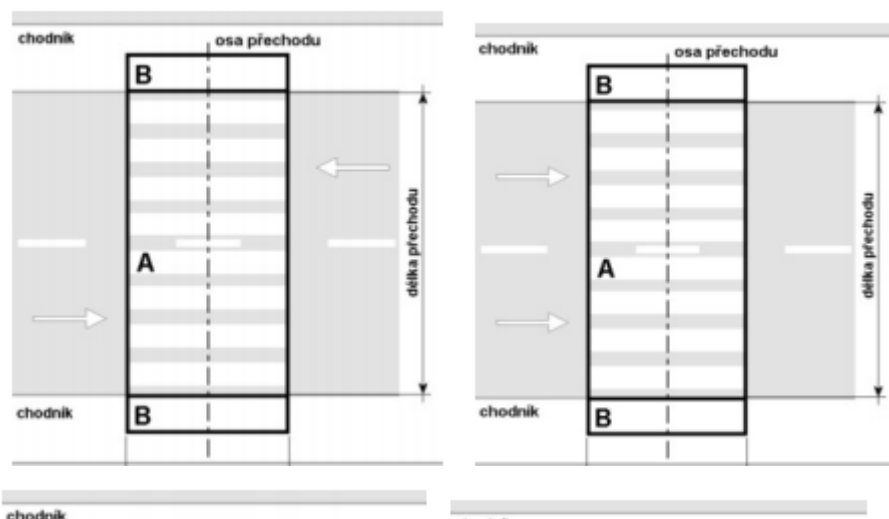 chodník
osa přechodu
B
A
délka přechodu
chodník
B
chodník
osa přechodu
B
A
délka přechodu
chodník
B
chodník